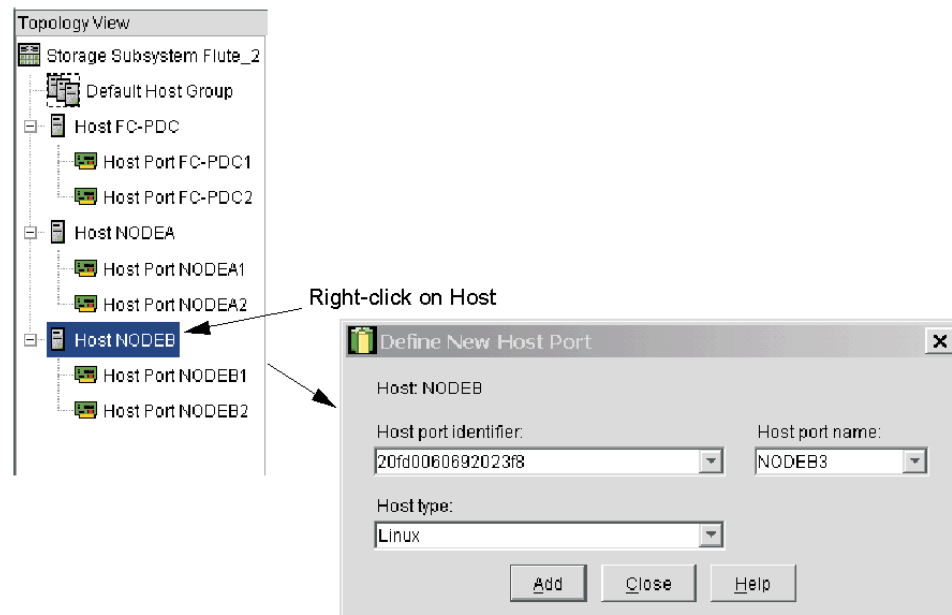 Topology View
Storage Subsystem Flute_2
Default Host Group
Host FC-PDC
Host Port FC-PDC1
Host Port FC-PDC2
Host NODEA
Host Port NODEA1
Host Port NODEA2
Host NODEB
Host Port NODEB1
Host Port NODEB2
Right-click on Host
Define New Host Port
Host: NODEB
Host port identifier:
Host port name:
20fd0060692023f8
NODEB3
Host type:
Linux
Add
Close
Help